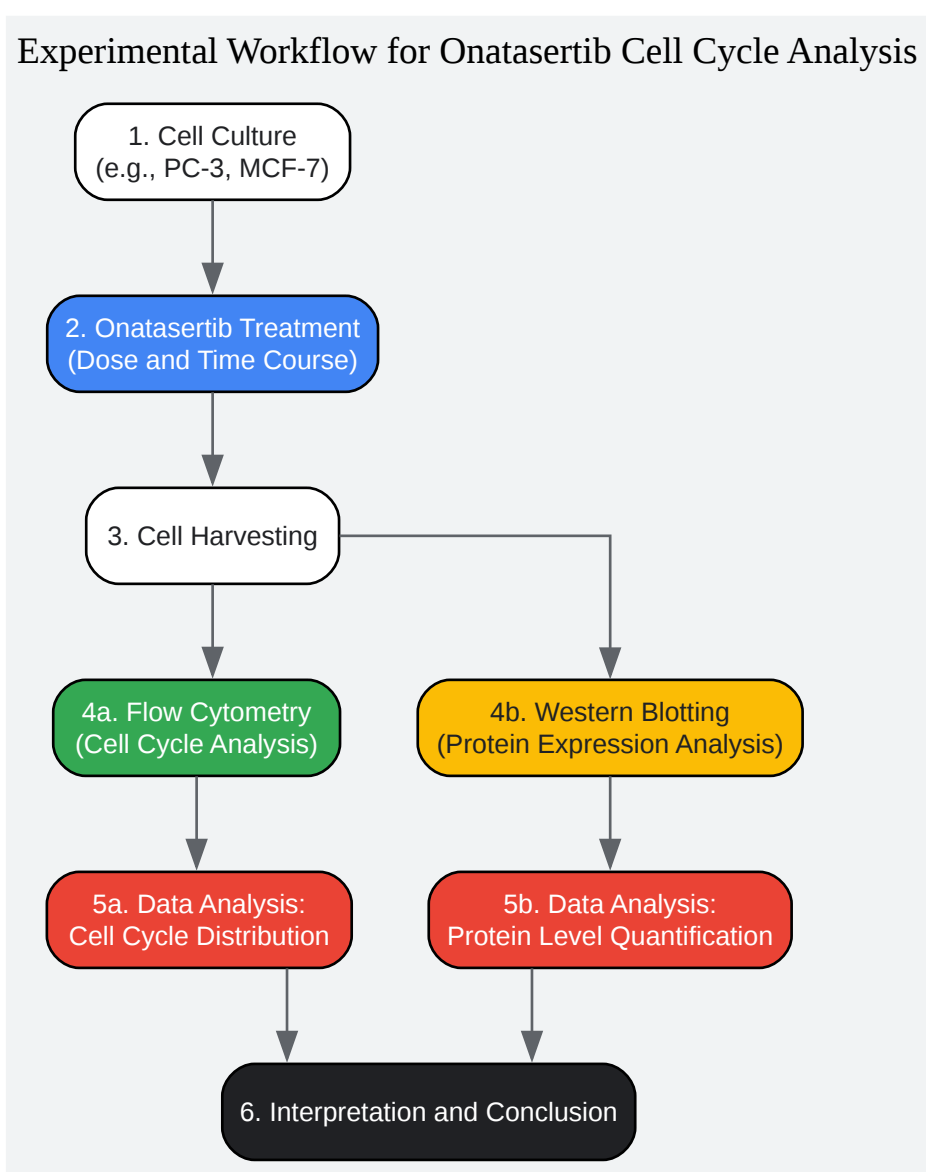 Experimental Workflow for Onatasertib Cell Cycle Analysis
1. Cell Culture
(e.g., PC-3, MCF-7)
2. Onatasertib Treatment
(Dose and Time Course)
3. Cell Harvesting
4a. Flow Cytometry
(Cell Cycle Analysis)
4b. Western Blotting
(Protein Expression Analysis)
5a. Data Analysis:
Cell Cycle Distribution
5b. Data Analysis:
Protein Level Quantification
6. Interpretation and Conclusion